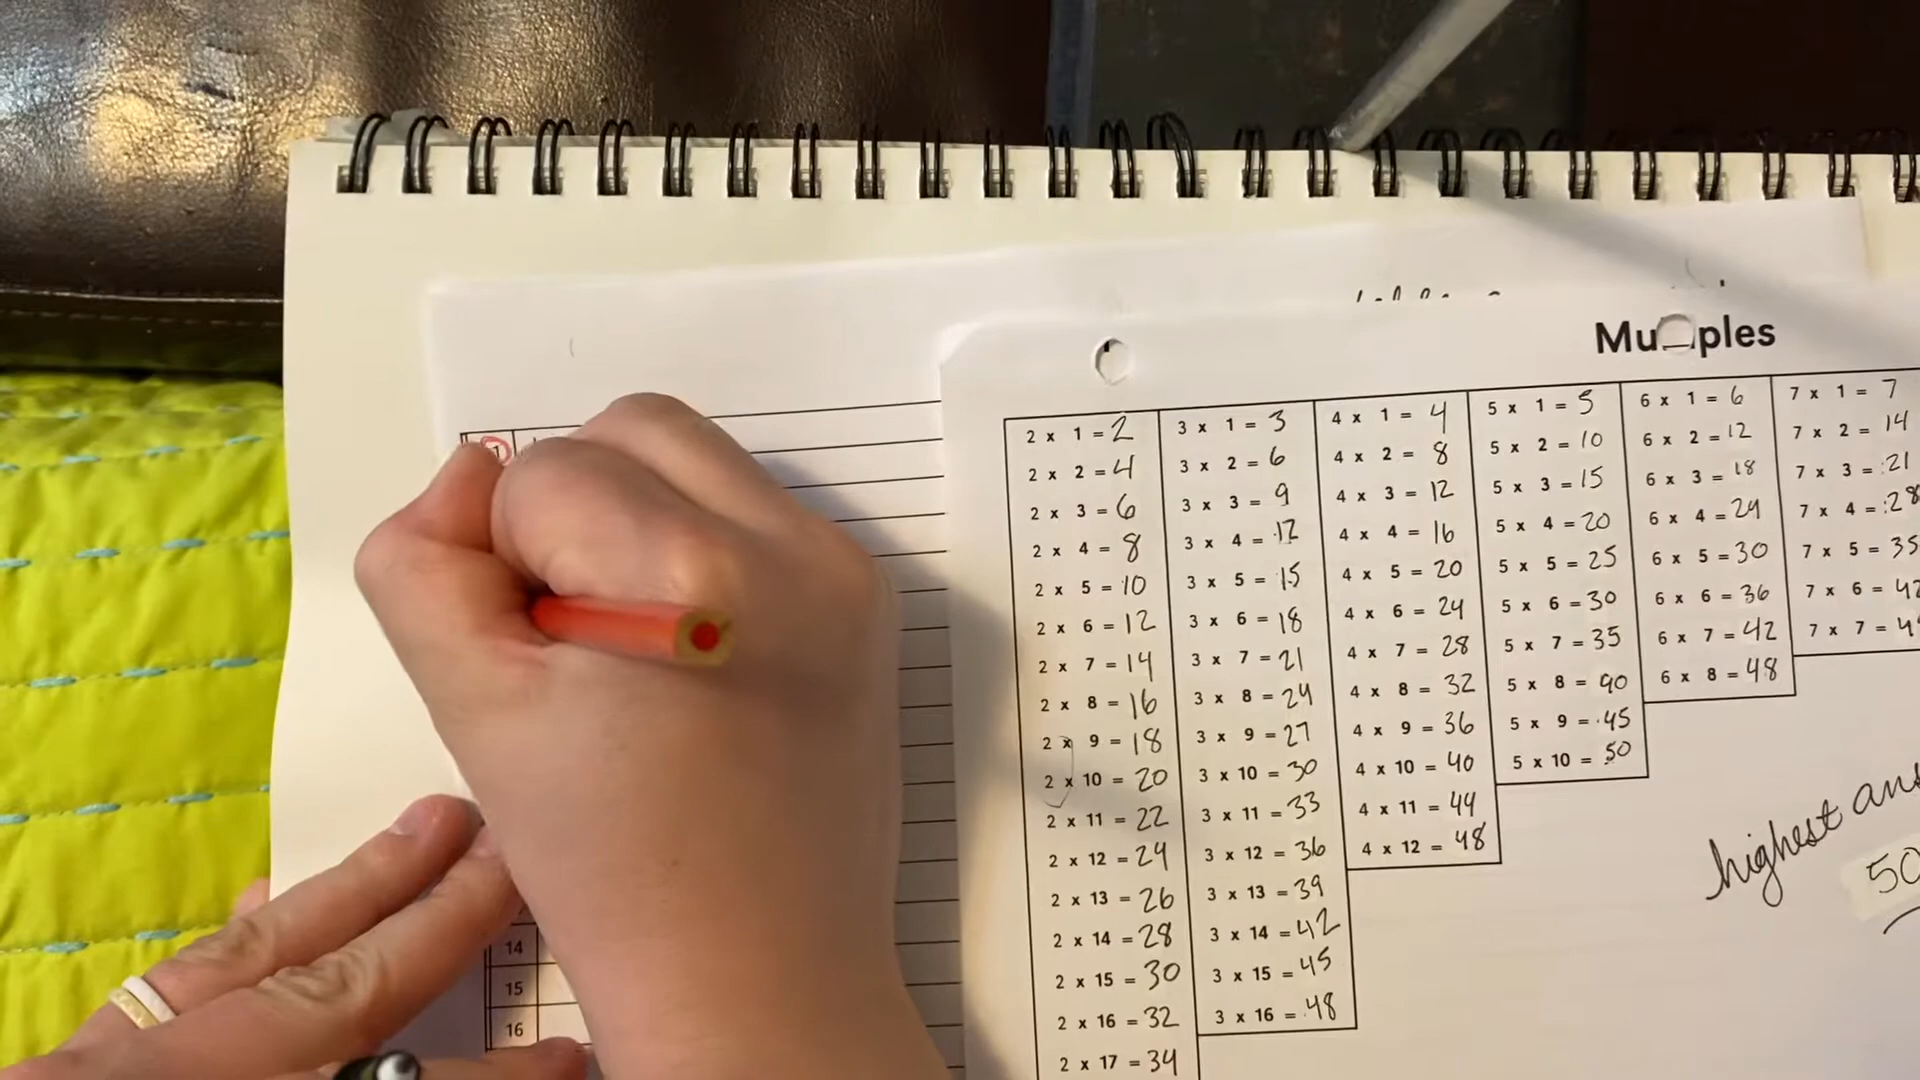 Mu ples
2 x 1 = 2
2 x 2 = 4
2 x 3 = 6
2 x 4 = 8
2 x 5 = 10
2 x 6 = 12
2 x 7 = 14
2 x 8 = 16
2 x 9 = 18
2 x 10 = 20
2 x 11 = 22
2 x 12 = 24
2 x 13 = 26
2 x 14 = 28
2 x 15 = 30
2 x 16 = 32
2 x 17 = 34
3 x 1 = 3
3 x 2 = 6
3 x 3 = 9
3 x 4 = 12
3 x 5 = 15
3 x 6 = 18
3 x 7 = 21
3 x 8 = 24
3 x 9 = 27
3 x 10 = 30
3 x 11 = 33
3 x 12 = 36
3 x 13 = 39
3 x 14 = 42
3 x 15 = 45
3 x 16 = 48
4 x 1 = 4
4 x 2 = 8
4 x 3 = 12
4 x 4 = 16
4 x 5 = 20
4 x 6 = 24
4 x 7 = 28
4 x 8 = 32
4 x 9 = 36
4 x 10 = 40
4 x 11 = 44
4 x 12 = 48
5 x 1 = 5
5 x 2 = 10
5 x 3 = 15
5 x 4 = 20
5 x 5 = 25
5 x 6 = 30
5 x 7 = 35
5 x 8 = 40
5 x 9 = 45
5 x 10 = 50
6 x 1 = 6
6 x 2 = 12
6 x 3 = 18
6 x 4 = 24
6 x 5 = 30
6 x 6 = 36
6 x 7 = 42
6 x 8 = 48
7 x 1 = 7
7 x 2 = 14
7 x 3 = 21
7 x 4 = 28
7 x 5 = 35
7 x 6 = 42
7 x 7 = 4
highest ans
50
1
14
15
16